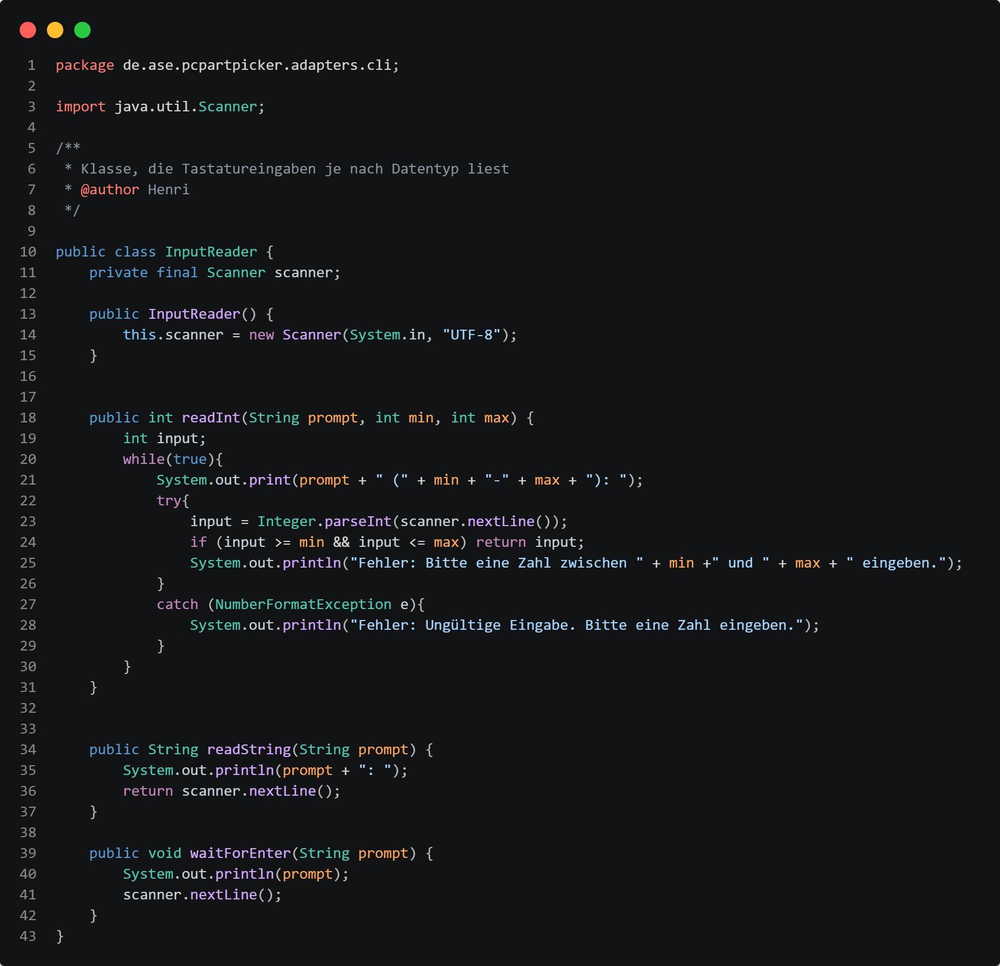 1 package de.ase.pcpartpicker.adapters.cli;
2
3 import java.util.Scanner;
4
5 /**
6  * Klasse, die Tastatureingaben je nach Datentyp liest
7  * @author Henri
8  */
9
10 public class InputReader {
11     private final Scanner scanner;
12
13     public InputReader() {
14         this.scanner = new Scanner(System.in, "UTF-8");
15     }
16
17
18     public int readInt(String prompt, int min, int max) {
19         int input;
20         while(true){
21             System.out.print(prompt + " (" + min + "-" + max + "): ");
22             try{
23                 input = Integer.parseInt(scanner.nextLine());
24                 if (input >= min && input <= max) return input;
25                 System.out.println("Fehler: Bitte eine Zahl zwischen " + min +" und " + max + " eingeben.");
26             }
27             catch (NumberFormatException e){
28                 System.out.println("Fehler: Ungültige Eingabe. Bitte eine Zahl eingeben.");
29             }
30         }
31     }
32
33
34     public String readString(String prompt) {
35         System.out.println(prompt + ": ");
36         return scanner.nextLine();
37     }
38
39     public void waitForEnter(String prompt) {
40         System.out.println(prompt);
41         scanner.nextLine();
42     }
43 }